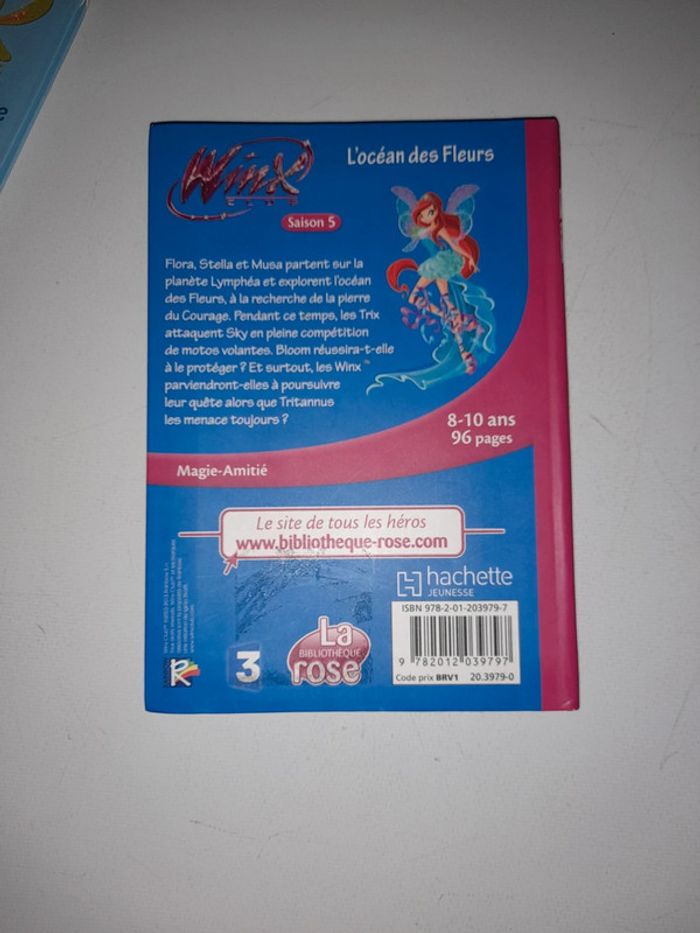 Winx
CLUB
L'océan des Fleurs
Saison 5
Flora, Stella et Musa partent sur la
planète Lymphéa et explorent l'océan
des Fleurs, à la recherche de la pierre
du Courage. Pendant ce temps, les Trix
attaquent Sky en pleine compétition
de motos volantes. Bloom réussira-t-elle
à le protéger ? Et surtout, les Winx™
parviendront-elles à poursuivre
leur quête alors que Tritannus
les menace toujours ?
8-10 ans
96 pages
Magie-Amitié
Le site de tous les héros
www.bibliotheque-rose.com
hachette
JEUNESSE
ISBN 978-2-01-203979-7
9 782012 039797
Code prix BRV1 20.3979-0
La
BIBLIOTHÈQUE
rose
3
R